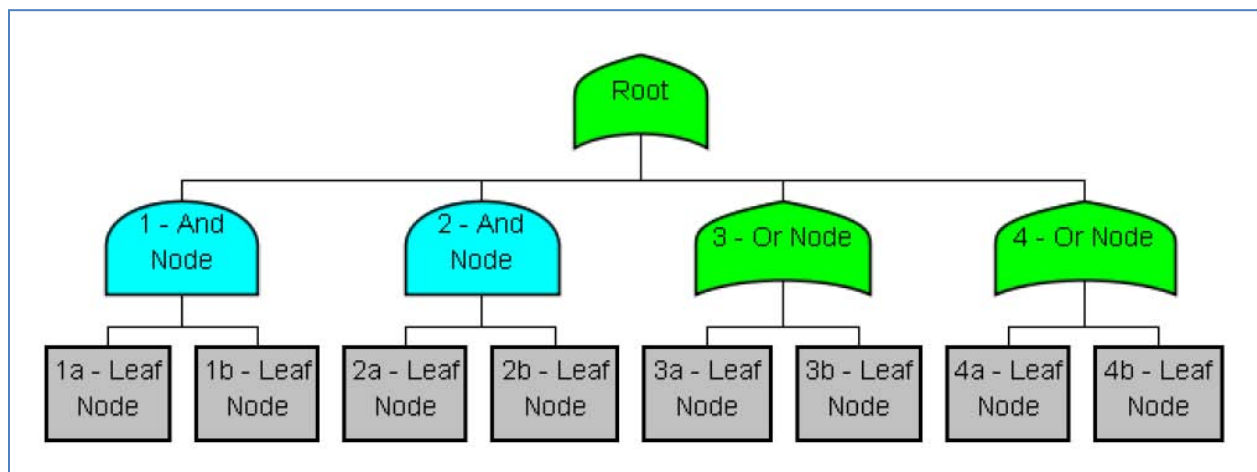 Root
1 - And
Node
2 - And
Node
3 - Or Node
4 - Or Node
1a - Leaf
Node
1b - Leaf
Node
2a - Leaf
Node
2b - Leaf
Node
3a - Leaf
Node
3b - Leaf
Node
4a - Leaf
Node
4b - Leaf
Node